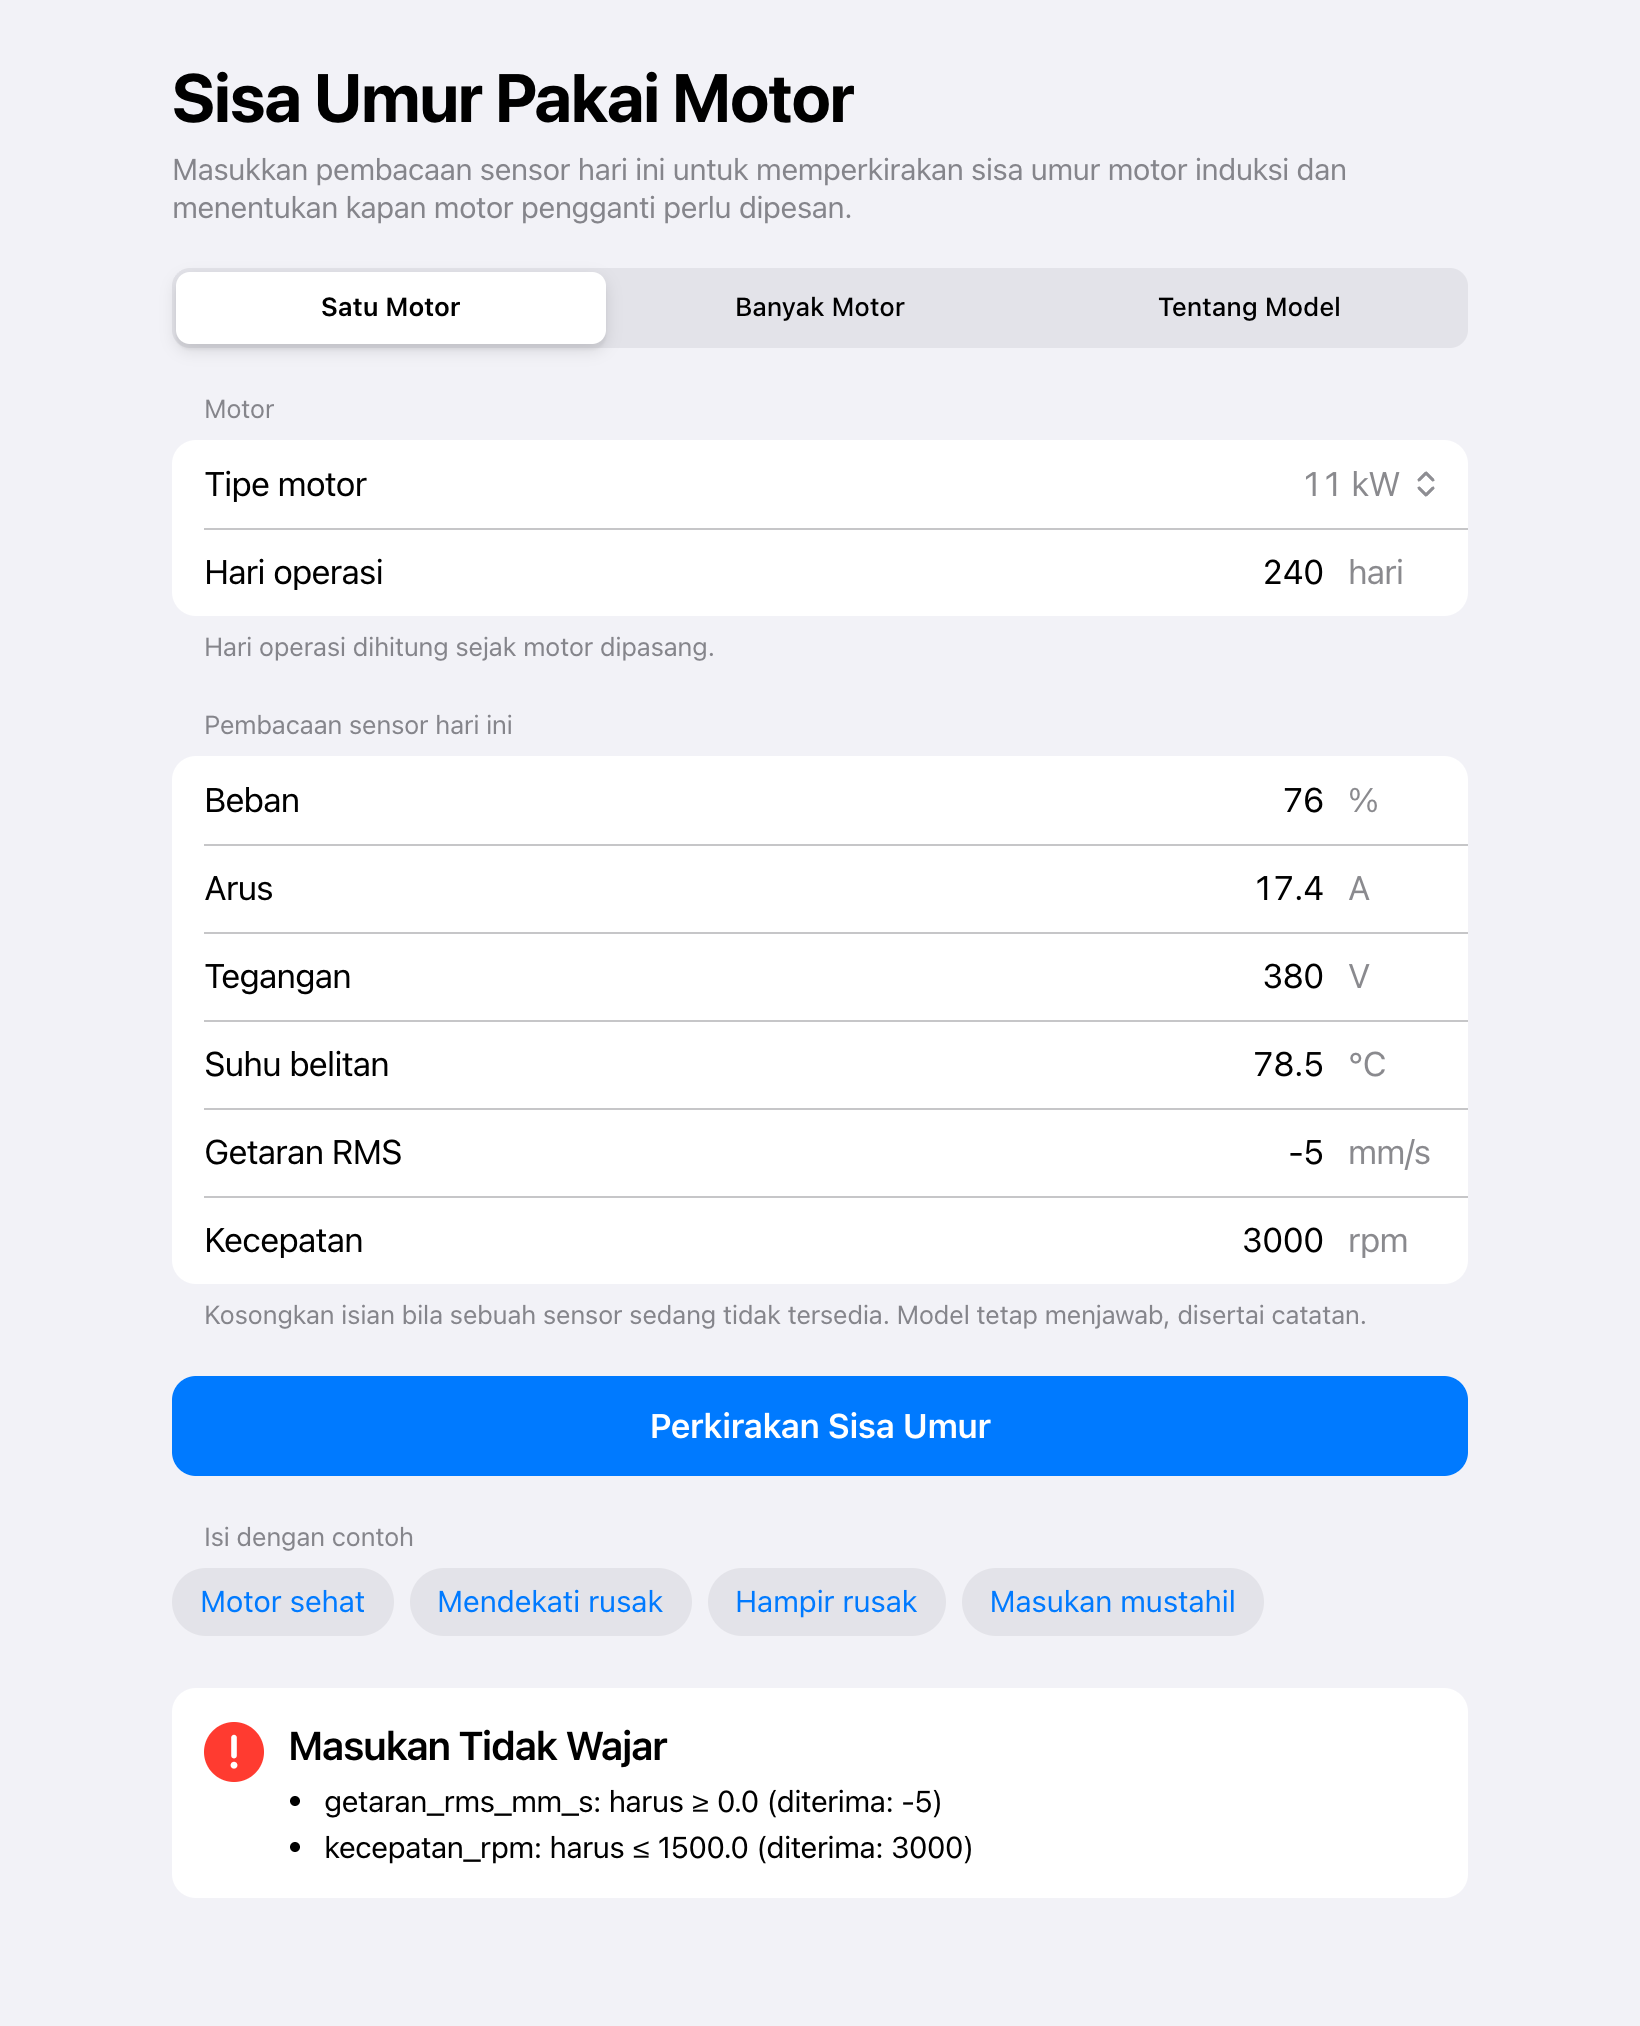 Sisa Umur Pakai Motor
Masukkan pembacaan sensor hari ini untuk memperkirakan sisa umur motor induksi dan
menentukan kapan motor pengganti perlu dipesan.
Satu Motor
Banyak Motor
Tentang Model
Motor
Tipe motor 11 kW
Hari operasi 240 hari
Hari operasi dihitung sejak motor dipasang.
Pembacaan sensor hari ini
Beban 76 %
Arus 17.4 A
Tegangan 380 V
Suhu belitan 78.5 °C
Getaran RMS -5 mm/s
Kecepatan 3000 rpm
Kosongkan isian bila sebuah sensor sedang tidak tersedia. Model tetap menjawab, disertai catatan.
Perkirakan Sisa Umur
Isi dengan contoh
Motor sehat
Mendekati rusak
Hampir rusak
Masukan mustahil
Masukan Tidak Wajar
• getaran_rms_mm_s: harus ≥ 0.0 (diterima: -5)
• kecepatan_rpm: harus ≤ 1500.0 (diterima: 3000)